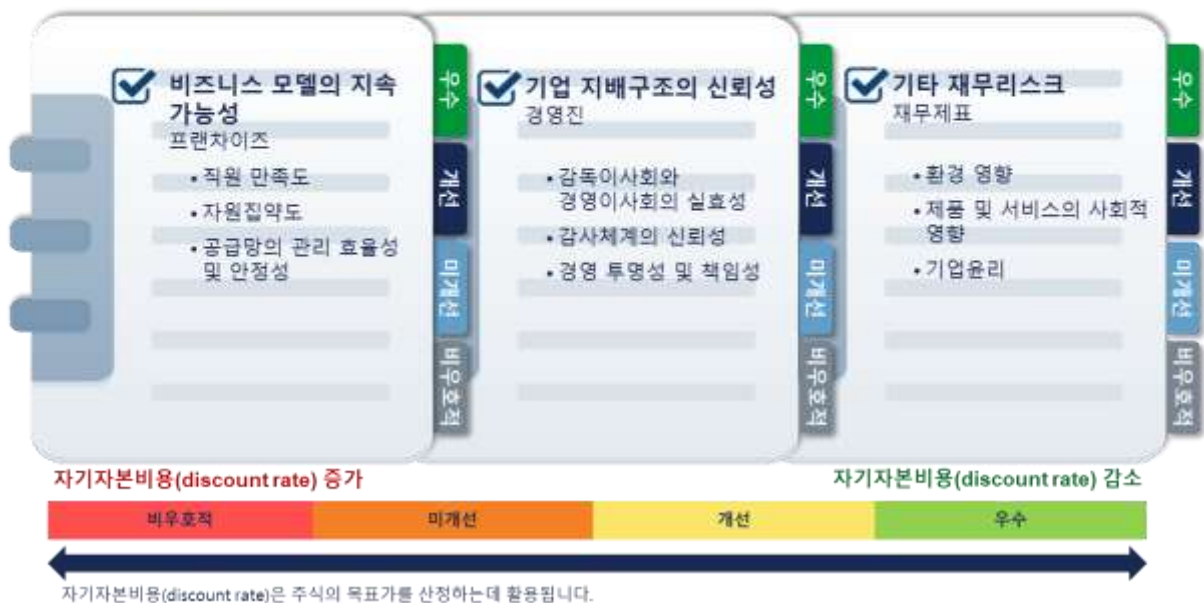 비즈니스 모델의 지속
가능성
프랜차이즈
• 직원 만족도
• 자원집약도
• 공급망의 관리 효율성
및 안정성
우수
개선
미개선
비우호적
기업 지배구조의 신뢰성
경영진
• 감독이사회와
경영이사회의 실효성
• 감사체계의 신뢰성
• 경영 투명성 및 책임성
우수
개선
미개선
비우호적
기타 재무리스크
재무제표
• 환경 영향
• 제품 및 서비스의 사회적
영향
• 기업윤리
우수
개선
미개선
비우호적
자기자본비용(discount rate) 증가
자기자본비용(discount rate) 감소
비우호적
미개선
개선
우수
자기자본비용(discount rate)은 주식의 목표가를 산정하는데 활용됩니다.